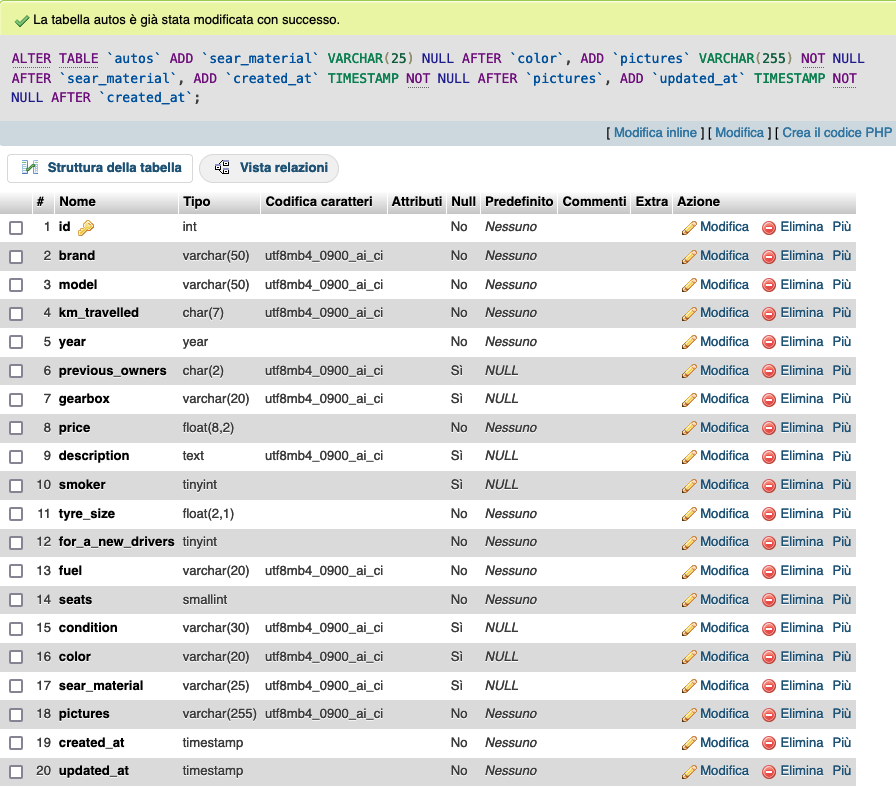 La tabella autos è già stata modificata con successo.
ALTER TABLE `autos` ADD `sear_material` VARCHAR(25) NULL AFTER `color`, ADD `pictures` VARCHAR(255) NOT NULL
AFTER `sear_material`, ADD `created_at` TIMESTAMP NOT NULL AFTER `pictures`, ADD `updated_at` TIMESTAMP NOT
NULL AFTER `created_at`;
[ Modifica inline ] [ Modifica ] [ Crea il codice PHP
Struttura della tabella Vista relazioni
# Nome Tipo Codifica caratteri Attributi Null Predefinito Commenti Extra Azione
1 id int No Nessuno Modifica Elimina Più
2 brand varchar(50) utf8mb4_0900_ai_ci No Nessuno Modifica Elimina Più
3 model varchar(50) utf8mb4_0900_ai_ci No Nessuno Modifica Elimina Più
4 km_travelled char(7) utf8mb4_0900_ai_ci No Nessuno Modifica Elimina Più
5 year year No Nessuno Modifica Elimina Più
6 previous_owners char(2) utf8mb4_0900_ai_ci Sì NULL Modifica Elimina Più
7 gearbox varchar(20) utf8mb4_0900_ai_ci Sì NULL Modifica Elimina Più
8 price float(8,2) No Nessuno Modifica Elimina Più
9 description text utf8mb4_0900_ai_ci Sì NULL Modifica Elimina Più
10 smoker tinyint Sì NULL Modifica Elimina Più
11 tyre_size float(2,1) No Nessuno Modifica Elimina Più
12 for_a_new_drivers tinyint No Nessuno Modifica Elimina Più
13 fuel varchar(20) utf8mb4_0900_ai_ci No Nessuno Modifica Elimina Più
14 seats smallint No Nessuno Modifica Elimina Più
15 condition varchar(30) utf8mb4_0900_ai_ci Sì NULL Modifica Elimina Più
16 color varchar(20) utf8mb4_0900_ai_ci Sì NULL Modifica Elimina Più
17 sear_material varchar(25) utf8mb4_0900_ai_ci Sì NULL Modifica Elimina Più
18 pictures varchar(255) utf8mb4_0900_ai_ci No Nessuno Modifica Elimina Più
19 created_at timestamp No Nessuno Modifica Elimina Più
20 updated_at timestamp No Nessuno Modifica Elimina Più